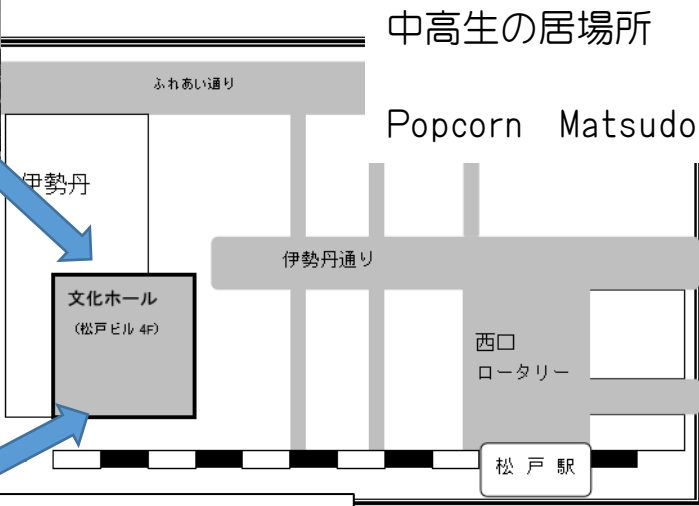 中高生の居場所
Popcorn Matsudo
ふれあい通り
伊勢丹
伊勢丹通り
文化ホール
（松戸ビル 4F）
西口
ロータリー
松戸駅